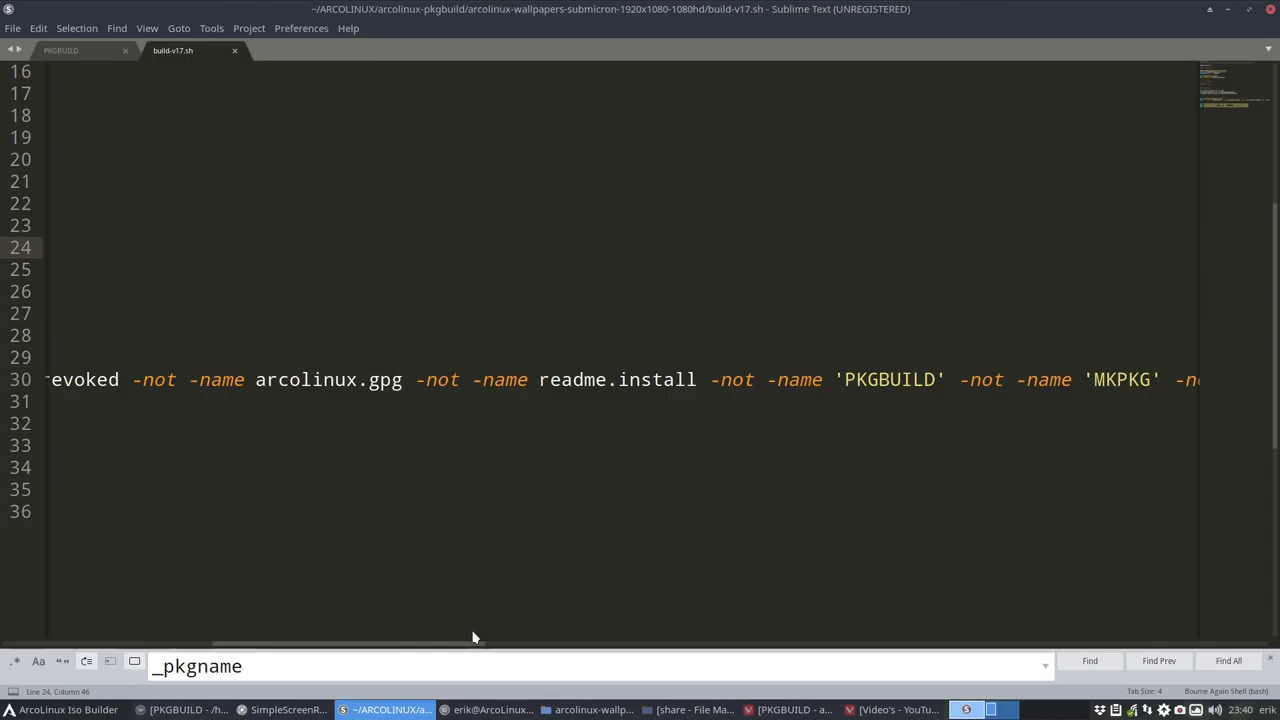 ~/ARCOLINUX/arcolinux-pkgbuild/arcolinux-wallpapers-submicron-1920x1080-1080hd/build-v17.sh - Sublime Text (UNREGISTERED)
File Edit Selection Find View Goto Tools Project Preferences Help
PKGBUILD × build-v17.sh ×
16
17
18
19
20
21
22
23
24
25
26
27
28
29
30 revoked -not -name arcolinux.gpg -not -name readme.install -not -name 'PKGBUILD' -not -name 'MKPKG' -no
31
32
33
34
35
36
.* Aa “” _pkgname Find Find Prev Find All ×
Line 24, Column 46 Tab Size: 4 Bourne Again Shell (bash)
ArcoLinux Iso Builder [PKGBUILD - /h... SimpleScreenR... ~/ARCOLINUX/a... erik@ArcoLinux... arcolinux-wallp... [share - File Ma... [PKGBUILD - a... [Video's - YouTu... 23:40 erik